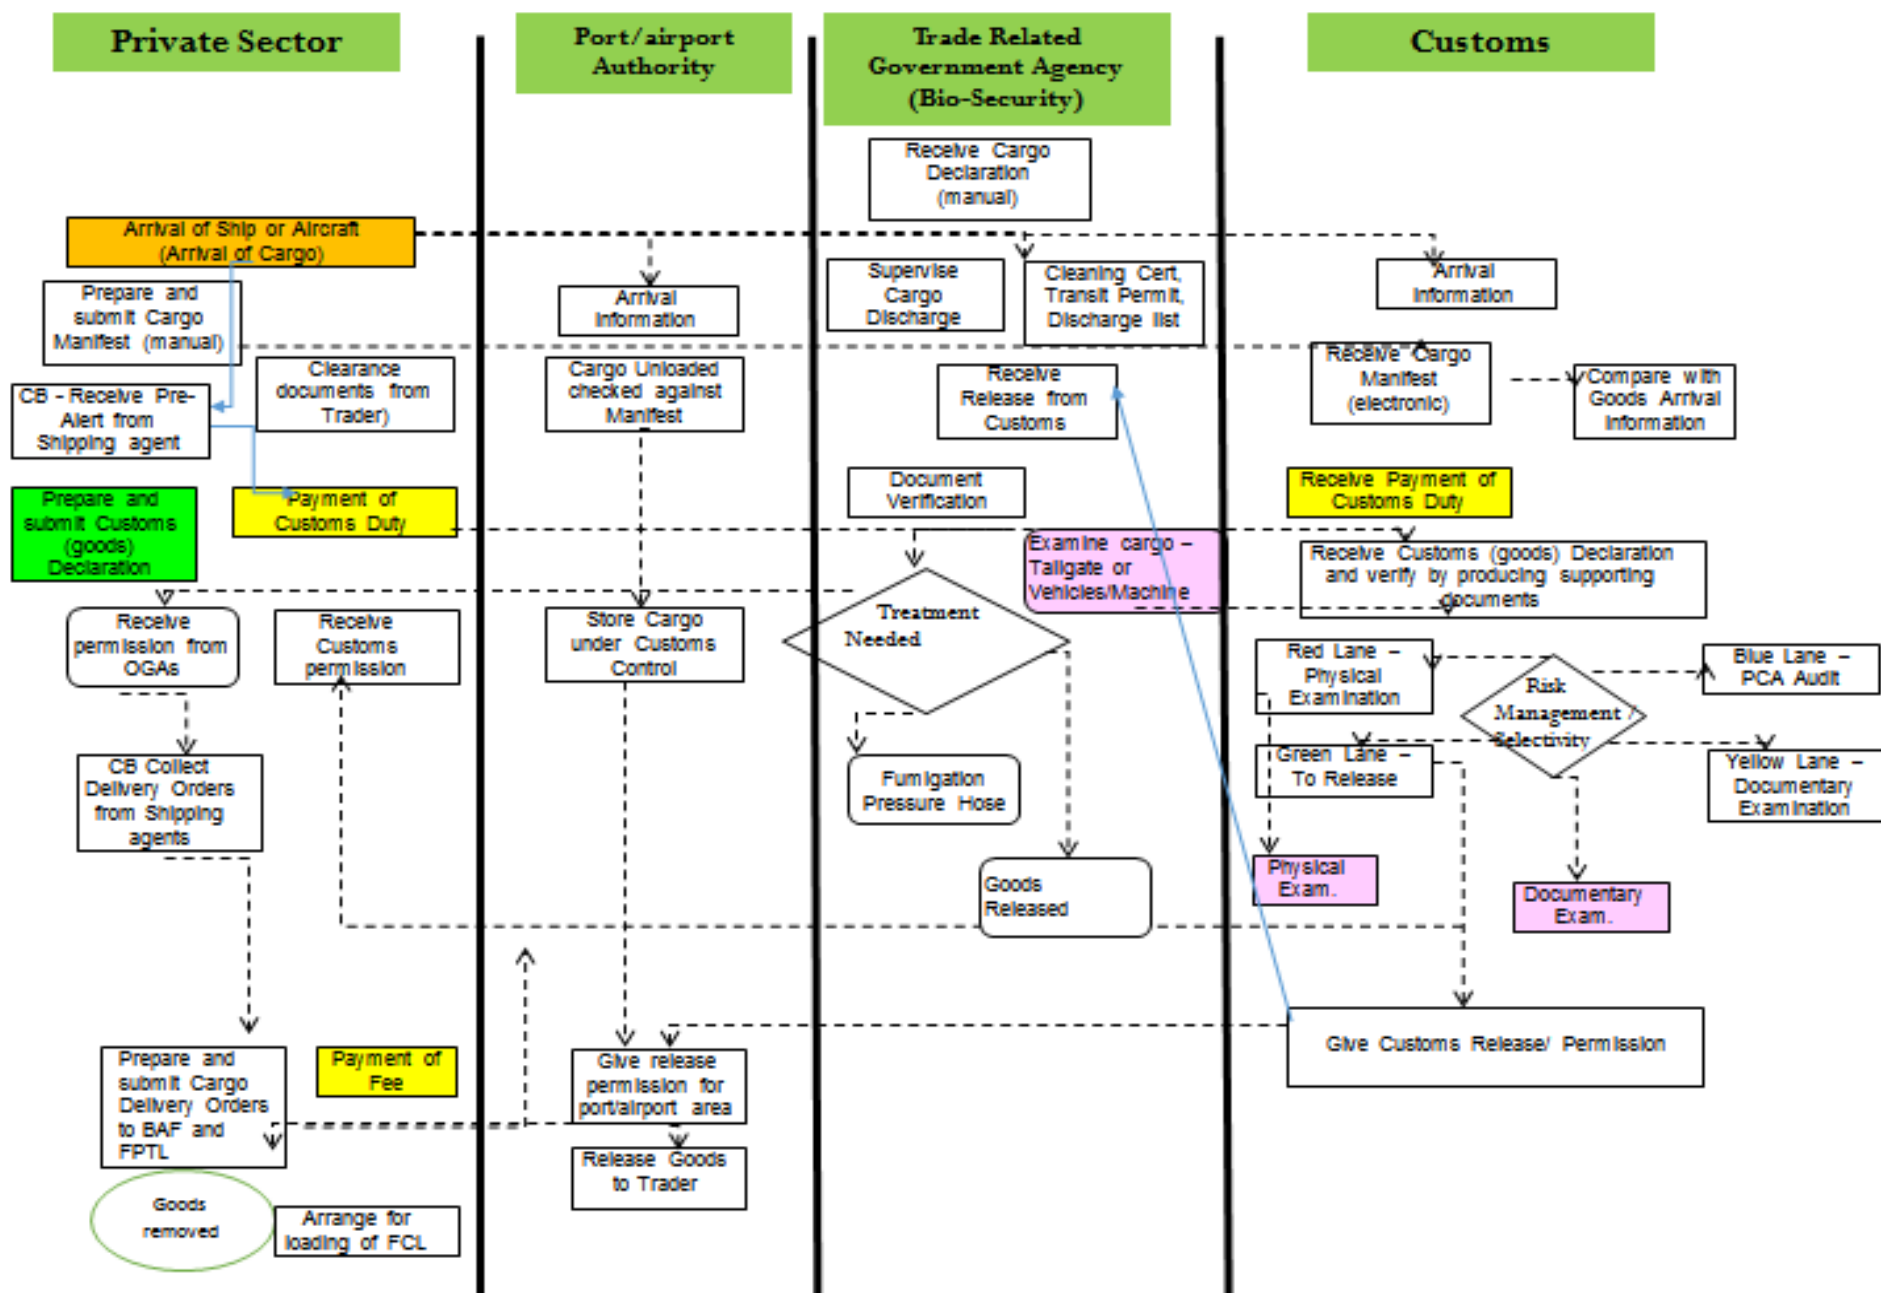 Private Sector
Port/airport
Authority
Trade Related
Government Agency
(Bio-Security)
Customs
Receive Cargo
Declaration
(manual)
Arrival of Ship or Aircraft
(Arrival of Cargo)
Prepare and
submit Cargo
Manifest (manual)
Arrival
Information
Supervise
Cargo
Discharge
Cleaning Cert,
Transit Permit,
Discharge list
Arrival
Information
CB - Receive Pre-
Alert from
Shipping agent
Clearance
documents from
Trader)
Cargo Unloaded
checked against
Manifest
Receive
Release from
Customs
Receive Cargo
Manifest
(electronic)
Compare with
Goods Arrival
Information
Prepare and
submit Customs
(goods)
Declaration
Payment of
Customs Duty
Document
Verification
Receive Payment of
Customs Duty
Examine cargo –
Tailgate or
Vehicles/Machine
Receive Customs (goods) Declaration
and verify by producing supporting
documents
Receive
permission from
OGAs
Receive
Customs
permission
Store Cargo
under Customs
Control
Treatment
Needed
Red Lane –
Physical
Examination
Risk
Management /
Selectivity
Blue Lane –
PCA Audit
CB Collect
Delivery Orders
from Shipping
agents
Fumigation
Pressure Hose
Green Lane –
To Release
Yellow Lane –
Documentary
Examination
Goods
Released
Physical
Exam.
Documentary
Exam.
Prepare and
submit Cargo
Delivery Orders
to BAF and
FPTL
Payment of
Fee
Give release
permission for
port/airport area
Give Customs Release/ Permission
Release Goods
to Trader
Goods
removed
Arrange for
loading of FCL